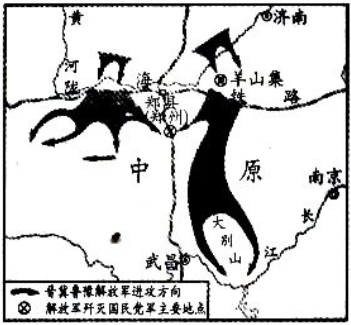 黄河
济南
陇海铁路
羊山集
郑县
(郑州)
中原
南京
长江
大别山
武昌
晋冀鲁豫解放军进攻方向
解放军歼灭国民党军主要地点